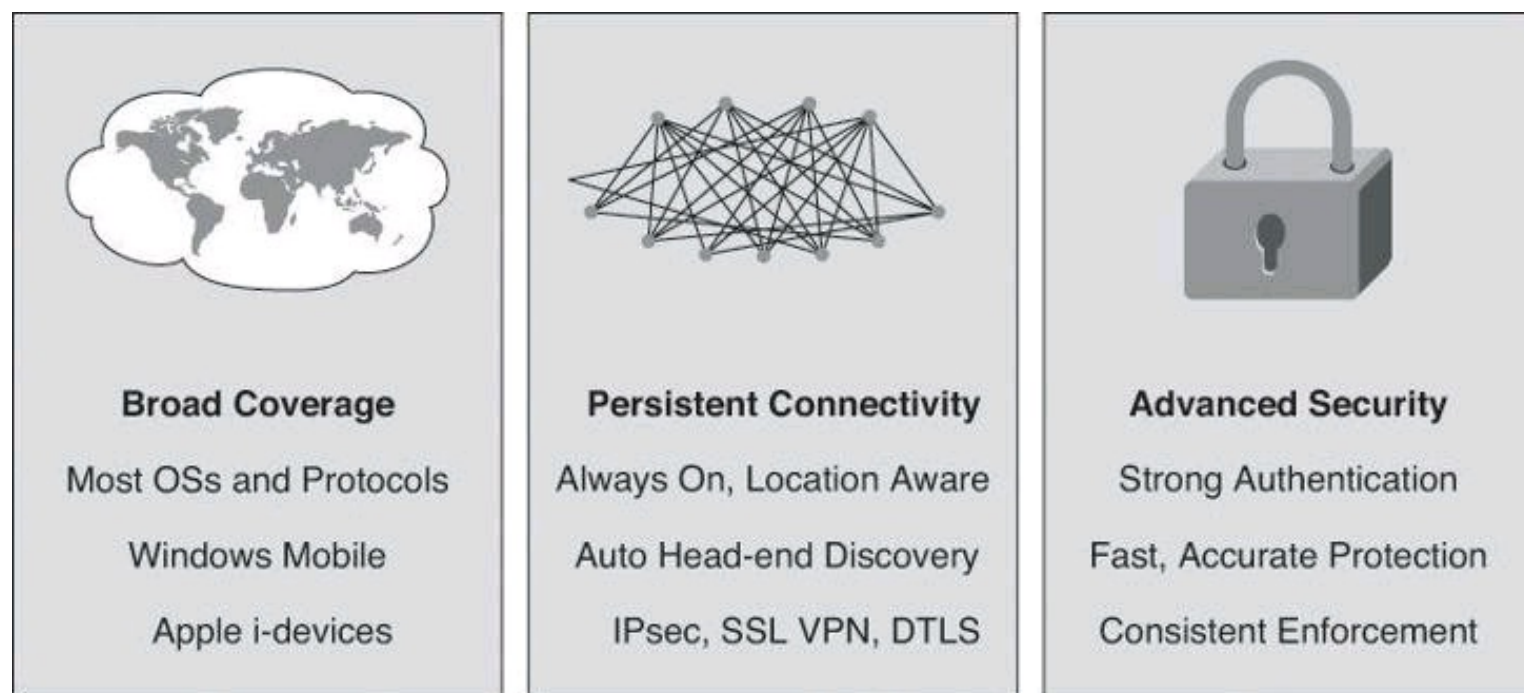 Broad Coverage
Most OSs and Protocols
Windows Mobile
Apple i-devices
Persistent Connectivity
Always On, Location Aware
Auto Head-end Discovery
IPsec, SSL VPN, DTLS
Advanced Security
Strong Authentication
Fast, Accurate Protection
Consistent Enforcement